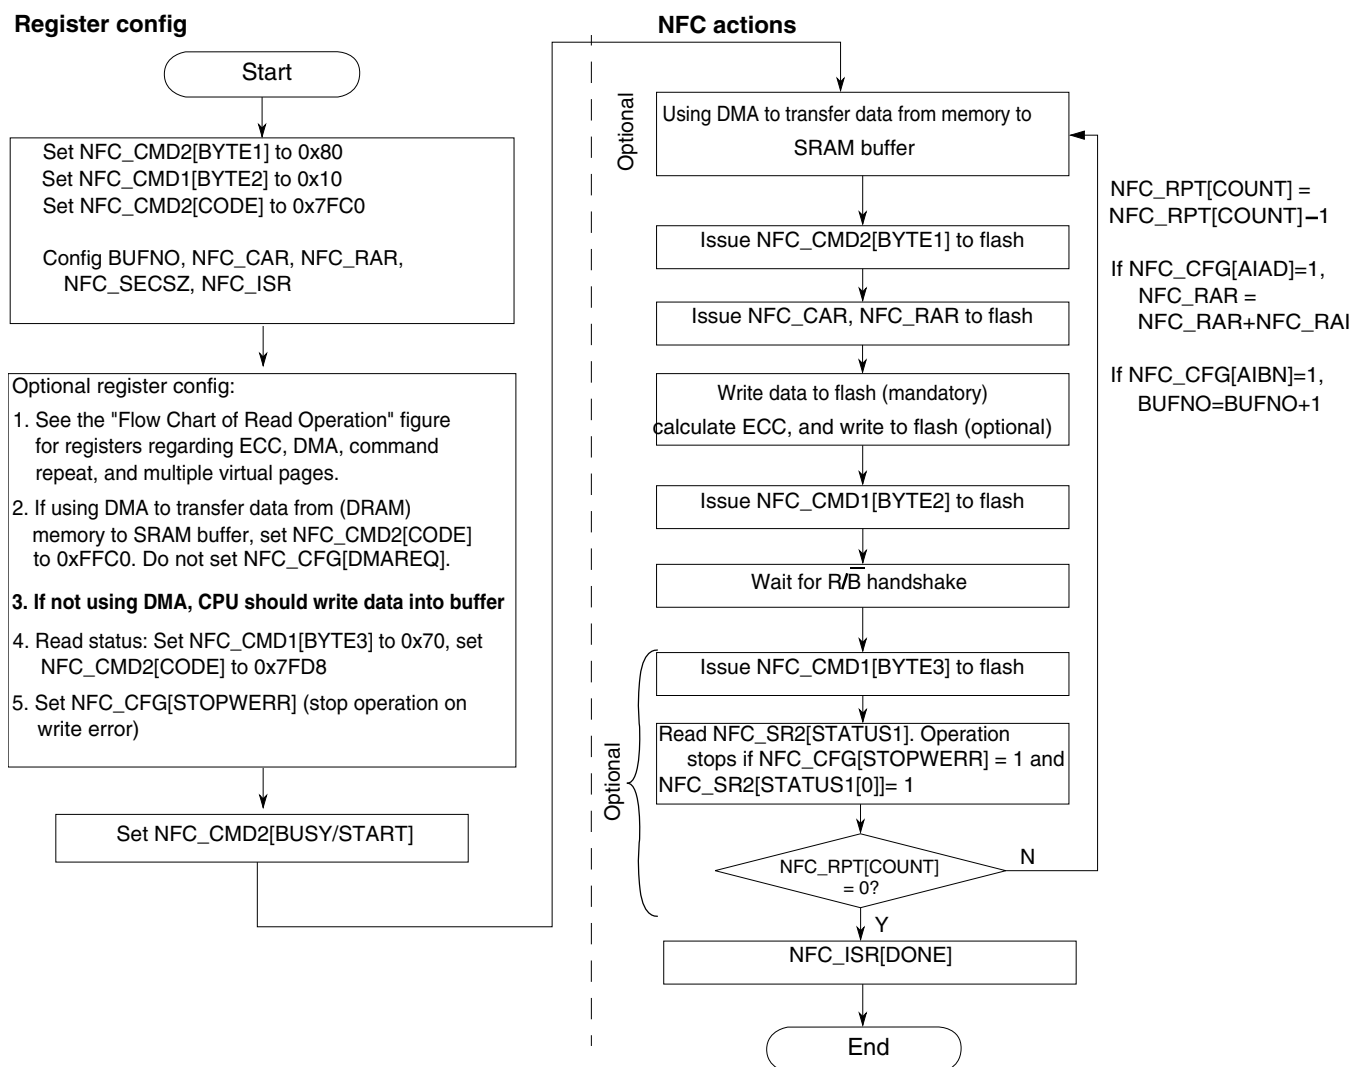 Register config
Start
Set NFC_CMD2[BYTE1] to 0x80
Set NFC_CMD1[BYTE2] to 0x10
Set NFC_CMD2[CODE] to 0x7FC0
Config BUFNO, NFC_CAR, NFC_RAR,
NFC_SECSZ, NFC_ISR
Optional register config:
1. See the "Flow Chart of Read Operation" figure
for registers regarding ECC, DMA, command
repeat, and multiple virtual pages.
2. If using DMA to transfer data from (DRAM)
memory to SRAM buffer, set NFC_CMD2[CODE]
to 0xFFC0. Do not set NFC_CFG[DMAREQ].
3. If not using DMA, CPU should write data into buffer
4. Read status: Set NFC_CMD1[BYTE3] to 0x70, set
NFC_CMD2[CODE] to 0x7FD8
5. Set NFC_CFG[STOPWERR] (stop operation on
write error)
Set NFC_CMD2[BUSY/START]
NFC actions
Optional
Using DMA to transfer data from memory to
SRAM buffer
Issue NFC_CMD2[BYTE1] to flash
Issue NFC_CAR, NFC_RAR to flash
Write data to flash (mandatory)
calculate ECC, and write to flash (optional)
Issue NFC_CMD1[BYTE2] to flash
Wait for R/B̅ handshake
Optional
Issue NFC_CMD1[BYTE3] to flash
Read NFC_SR2[STATUS1]. Operation
stops if NFC_CFG[STOPWERR] = 1 and
NFC_SR2[STATUS1[0]]= 1
NFC_RPT[COUNT]
= 0?
N
Y
NFC_ISR[DONE]
End
NFC_RPT[COUNT] =
NFC_RPT[COUNT]−1
If NFC_CFG[AIAD]=1,
NFC_RAR =
NFC_RAR+NFC_RAI
If NFC_CFG[AIBN]=1,
BUFNO=BUFNO+1